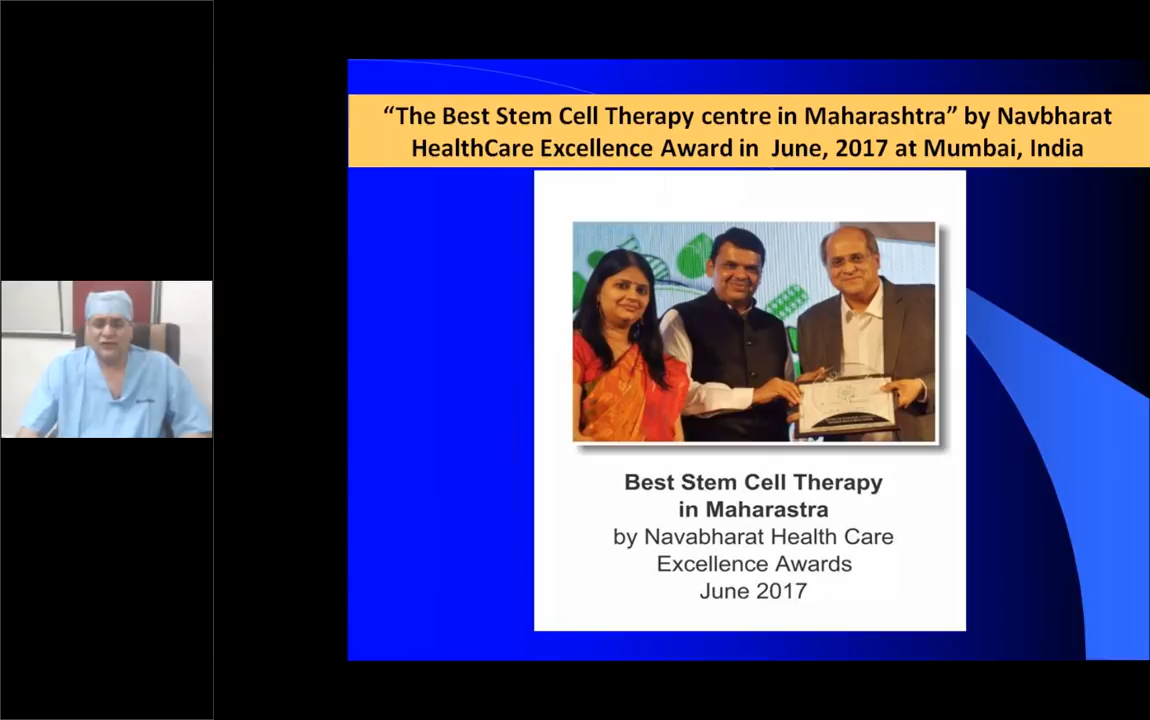 “The Best Stem Cell Therapy centre in Maharashtra” by Navbharat
HealthCare Excellence Award in June, 2017 at Mumbai, India
Best Stem Cell Therapy
in Maharastra
by Navabharat Health Care
Excellence Awards
June 2017